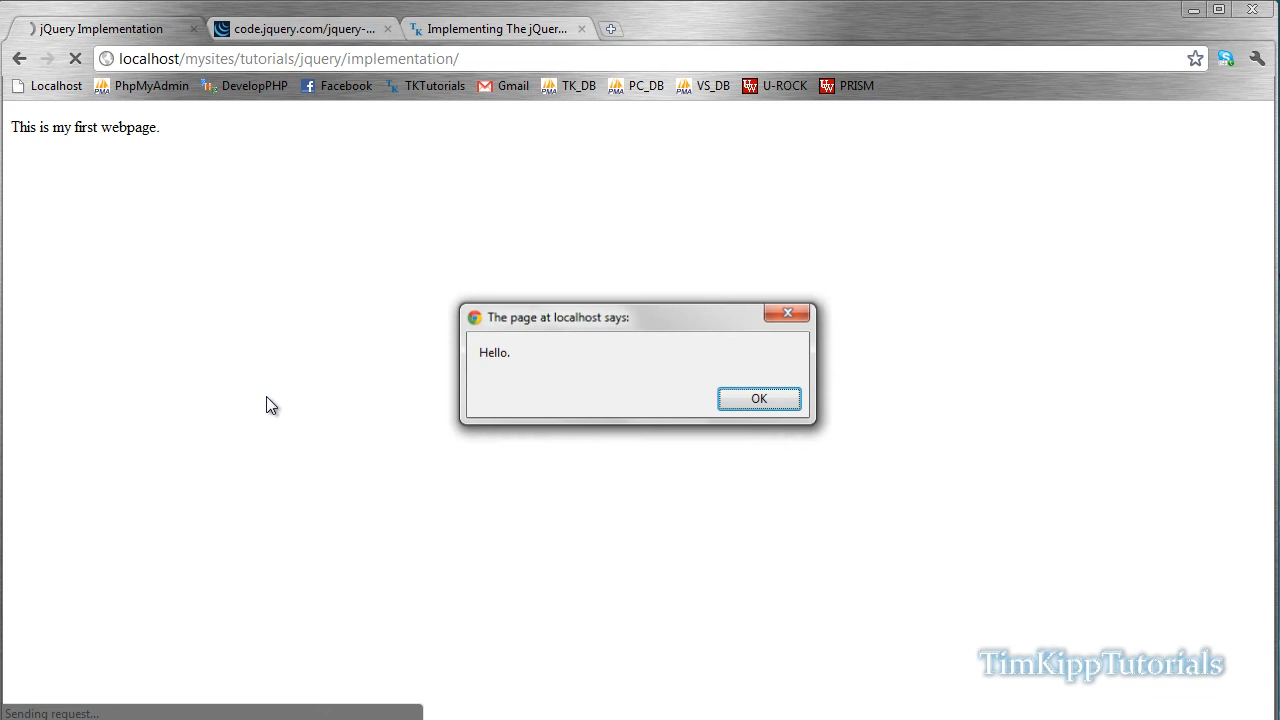 jQuery Implementation
code.jquery.com/jquery-...
Implementing The jQuer...
localhost/mysites/tutorials/jquery/implementation/
Localhost PhpMyAdmin DevelopPHP Facebook TKTutorials Gmail TK_DB PC_DB VS_DB U-ROCK PRISM
This is my first webpage.
The page at localhost says:
Hello.
OK
TimKippTutorials
Sending request...